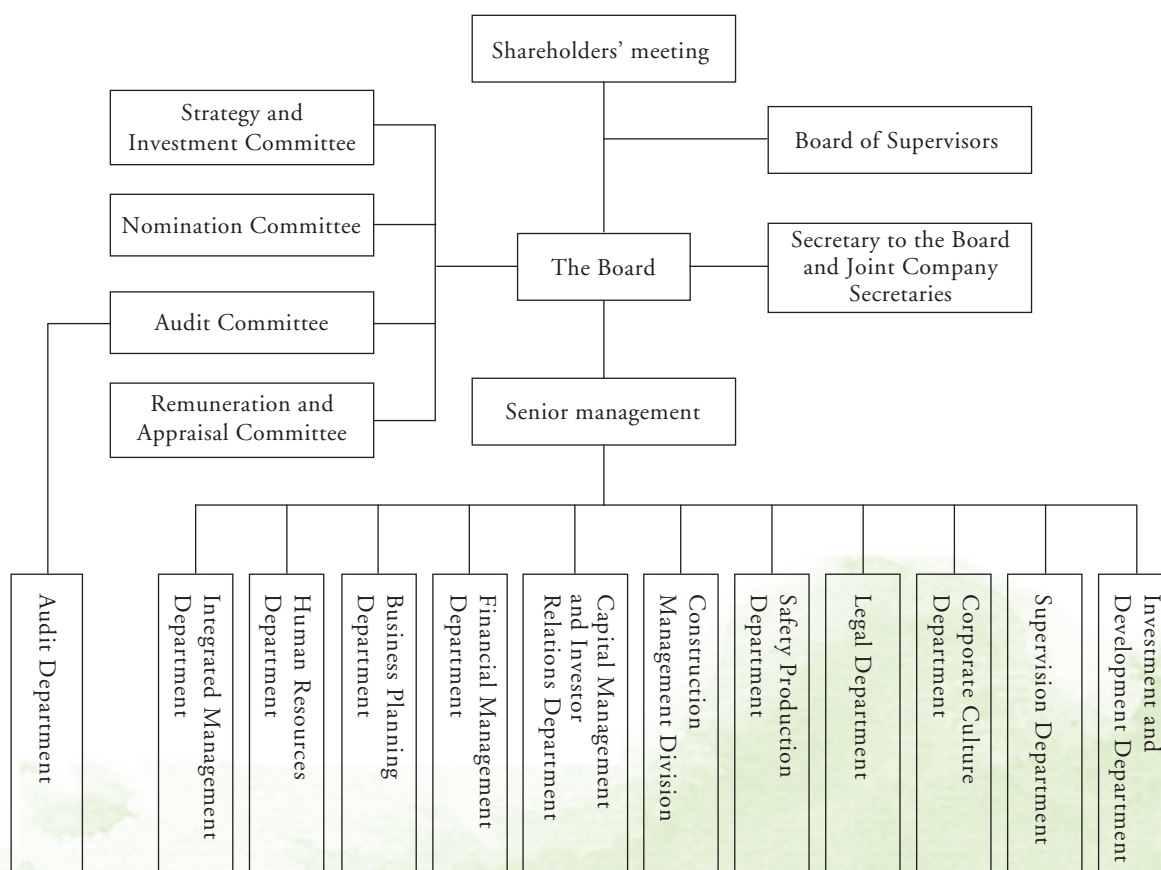 Shareholders’ meeting
Strategy and
Investment Committee
Board of Supervisors
Nomination Committee
The Board
Secretary to the Board
and Joint Company
Secretaries
Audit Committee
Remuneration and
Appraisal Committee
Senior management
Audit Department
Integrated Management
Department
Human Resources
Department
Business Planning
Department
Financial Management
Department
Capital Management
and Investor
Relations Department
Construction
Management Division
Safety Production
Department
Legal Department
Corporate Culture
Department
Supervision Department
Investment and
Development Department